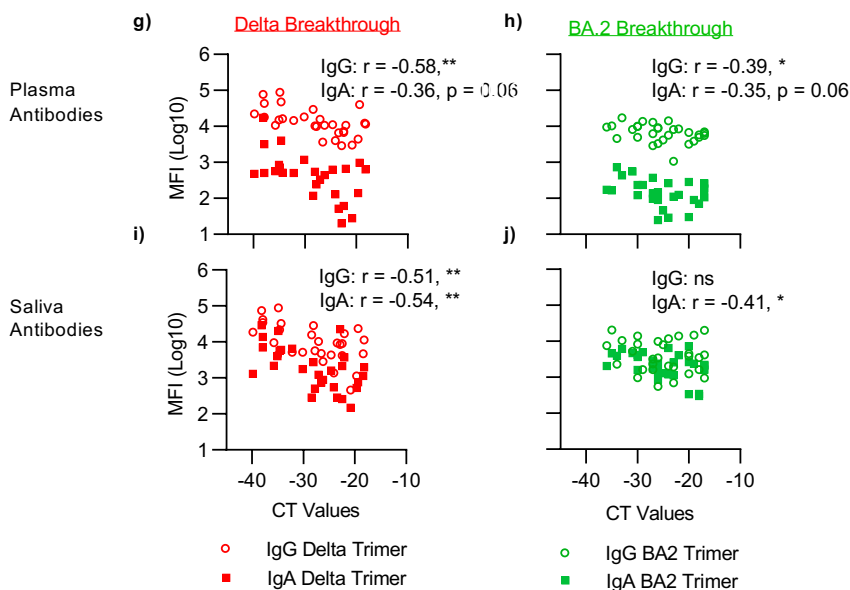 g)
Delta Breakthrough
h)
BA.2 Breakthrough
Plasma
Antibodies
MFI (Log10)
6
5
4
3
2
1
IgG: r = -0.58,**
IgA: r = -0.36, p = 0.06
IgG: r = -0.39, *
IgA: r = -0.35, p = 0.06
i)
j)
Saliva
Antibodies
MFI (Log10)
6
5
4
3
2
1
IgG: r = -0.51, **
IgA: r = -0.54, **
IgG: ns
IgA: r = -0.41, *
-40 -30 -20 -10
-40 -30 -20 -10
CT Values
CT Values
IgG Delta Trimer
IgA Delta Trimer
IgG BA2 Trimer
IgA BA2 Trimer